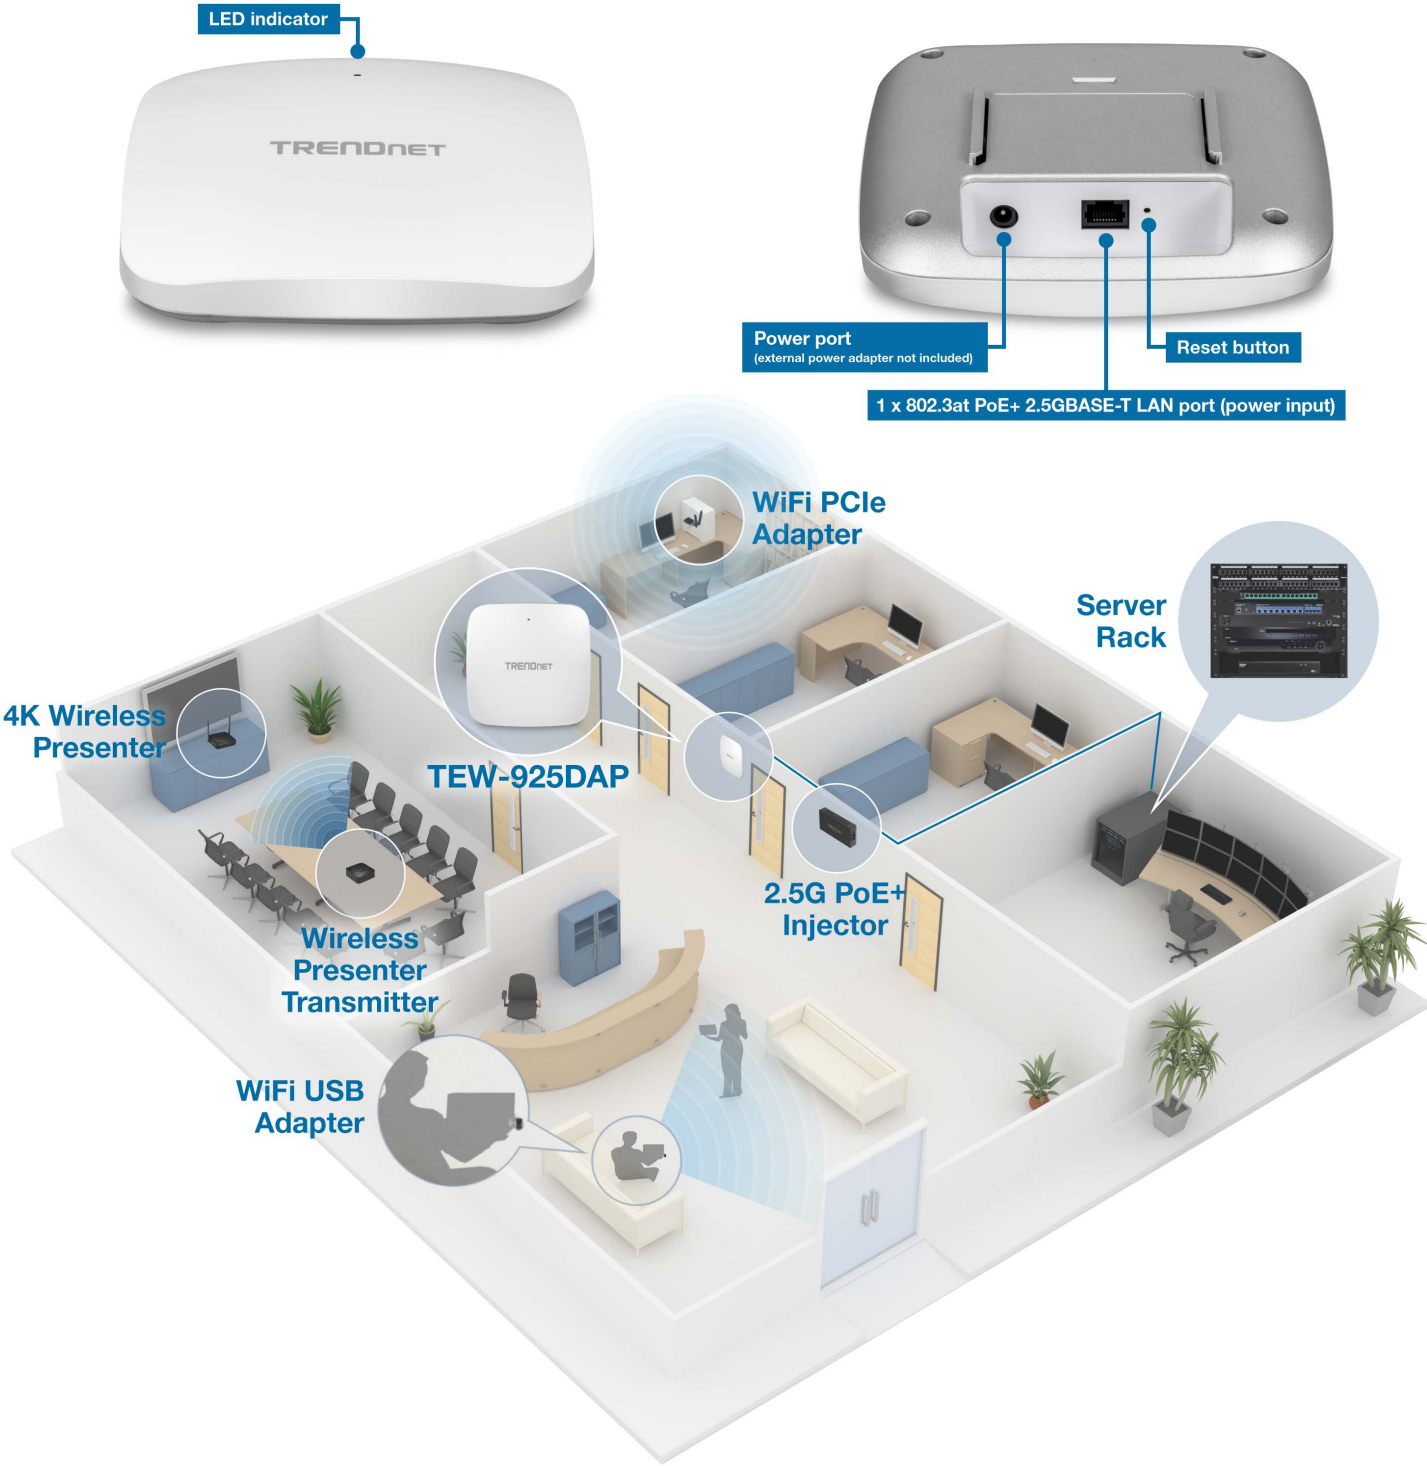 LED indicator
TRENDNET
Power port
(external power adapter not included)
Reset button
1 x 802.3at PoE+ 2.5GBASE-T LAN port (power input)
WiFi PCIe
Adapter
Server
Rack
TRENDNET
4K Wireless
Presenter
TEW-925DAP
2.5G PoE+
Injector
Wireless
Presenter
Transmitter
WiFi USB
Adapter